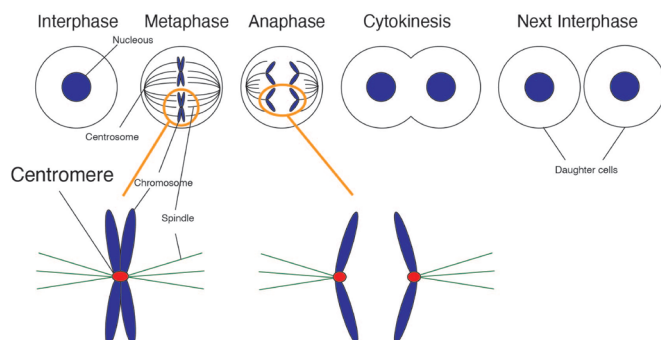 Interphase
Metaphase
Anaphase
Cytokinesis
Next Interphase
Nucleous
Centrosome
Daughter cells
Centromere
Chromosome
Spindle